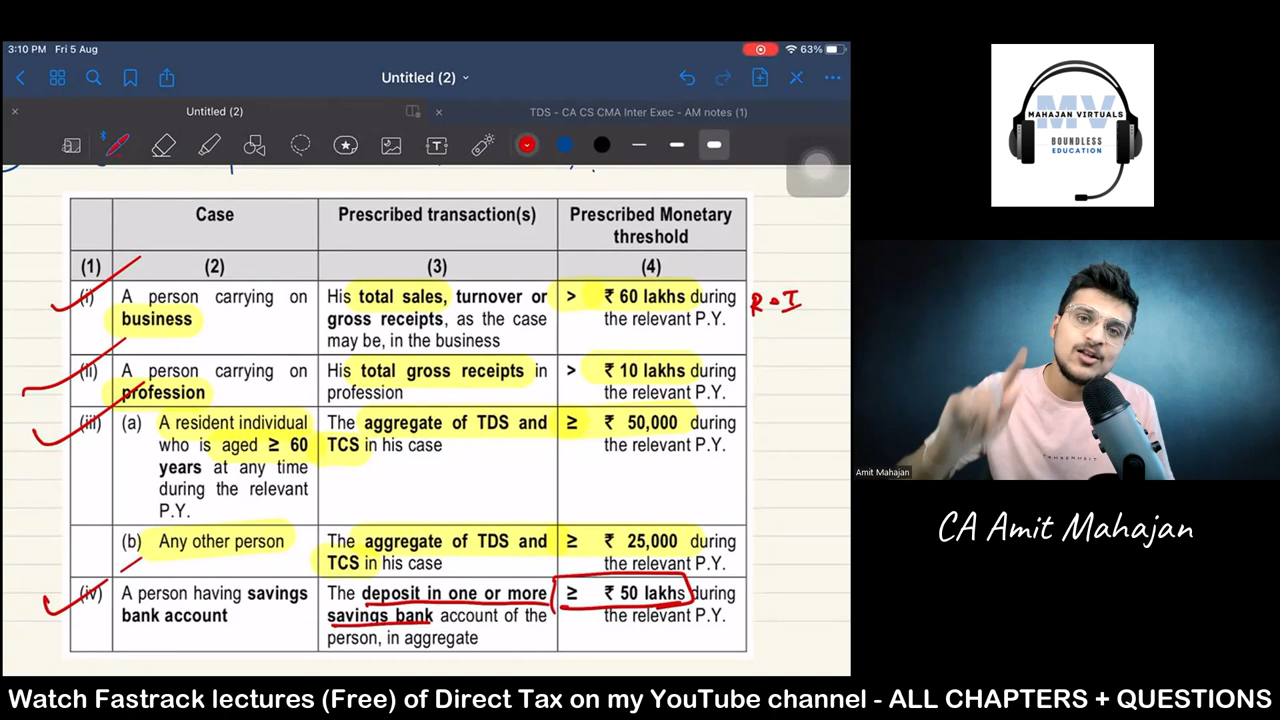 3:10 PM Fri 5 Aug
63%
Untitled (2)
Untitled (2)
TDS - CA CS CMA Inter Exec - AM notes (1)
Case
Prescribed transaction(s)
Prescribed Monetary
threshold
(1)
(2)
(3)
(4)
(i)
A person carrying on
business
His total sales, turnover or
gross receipts, as the case
may be, in the business
> ₹ 60 lakhs during
the relevant P.Y.
R.I
(ii)
A person carrying on
profession
His total gross receipts in
profession
> ₹ 10 lakhs during
the relevant P.Y.
(iii)
(a) A resident individual
who is aged ≥ 60
years at any time
during the relevant
P.Y.
The aggregate of TDS and
TCS in his case
≥ ₹ 50,000 during
the relevant P.Y.
(b) Any other person
The aggregate of TDS and
TCS in his case
≥ ₹ 25,000 during
the relevant P.Y.
(iv)
A person having savings
bank account
The deposit in one or more
savings bank account of the
person, in aggregate
≥ ₹ 50 lakhs during
the relevant P.Y.
MV
MAHAJAN VIRTUALS
BOUNDLESS
EDUCATION
FAHRENHEIT
Amit Mahajan
CA Amit Mahajan
Watch Fastrack lectures (Free) of Direct Tax on my YouTube channel - ALL CHAPTERS + QUESTIONS